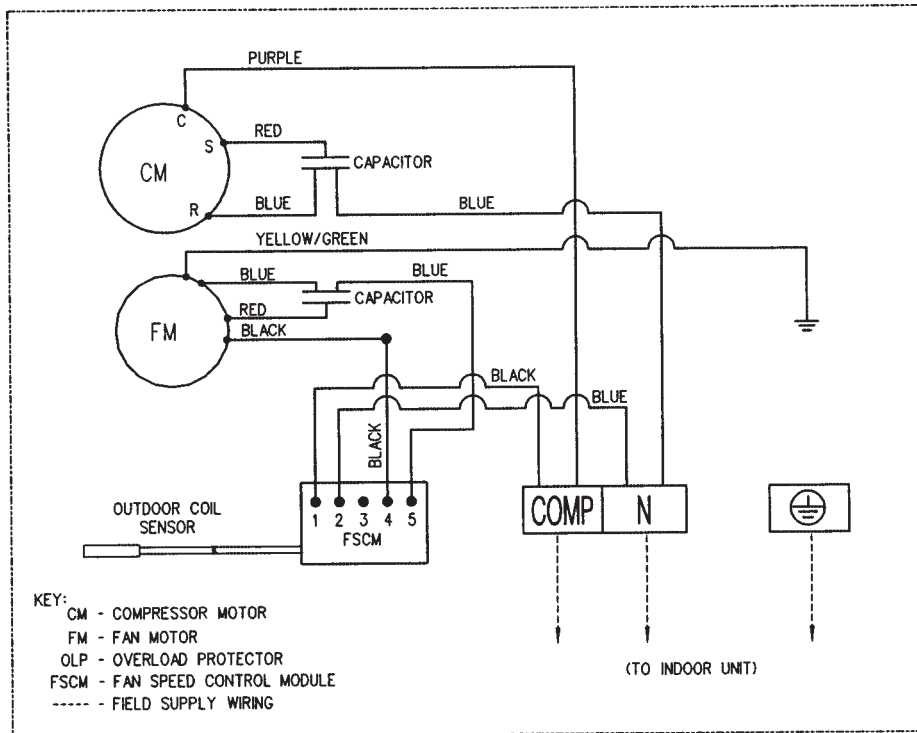 PURPLE
C
RED
S
CM
CAPACITOR
R
BLUE
BLUE
YELLOW/GREEN
BLUE
BLUE
CAPACITOR
RED
FM
BLACK
BLACK
BLUE
BLACK
1 2 3 4 5
FSCM
COMP
N
OUTDOOR COIL
SENSOR
KEY:
CM - COMPRESSOR MOTOR
FM - FAN MOTOR
OLP - OVERLOAD PROTECTOR
FSCM - FAN SPEED CONTROL MODULE
----- - FIELD SUPPLY WIRING
(TO INDOOR UNIT)